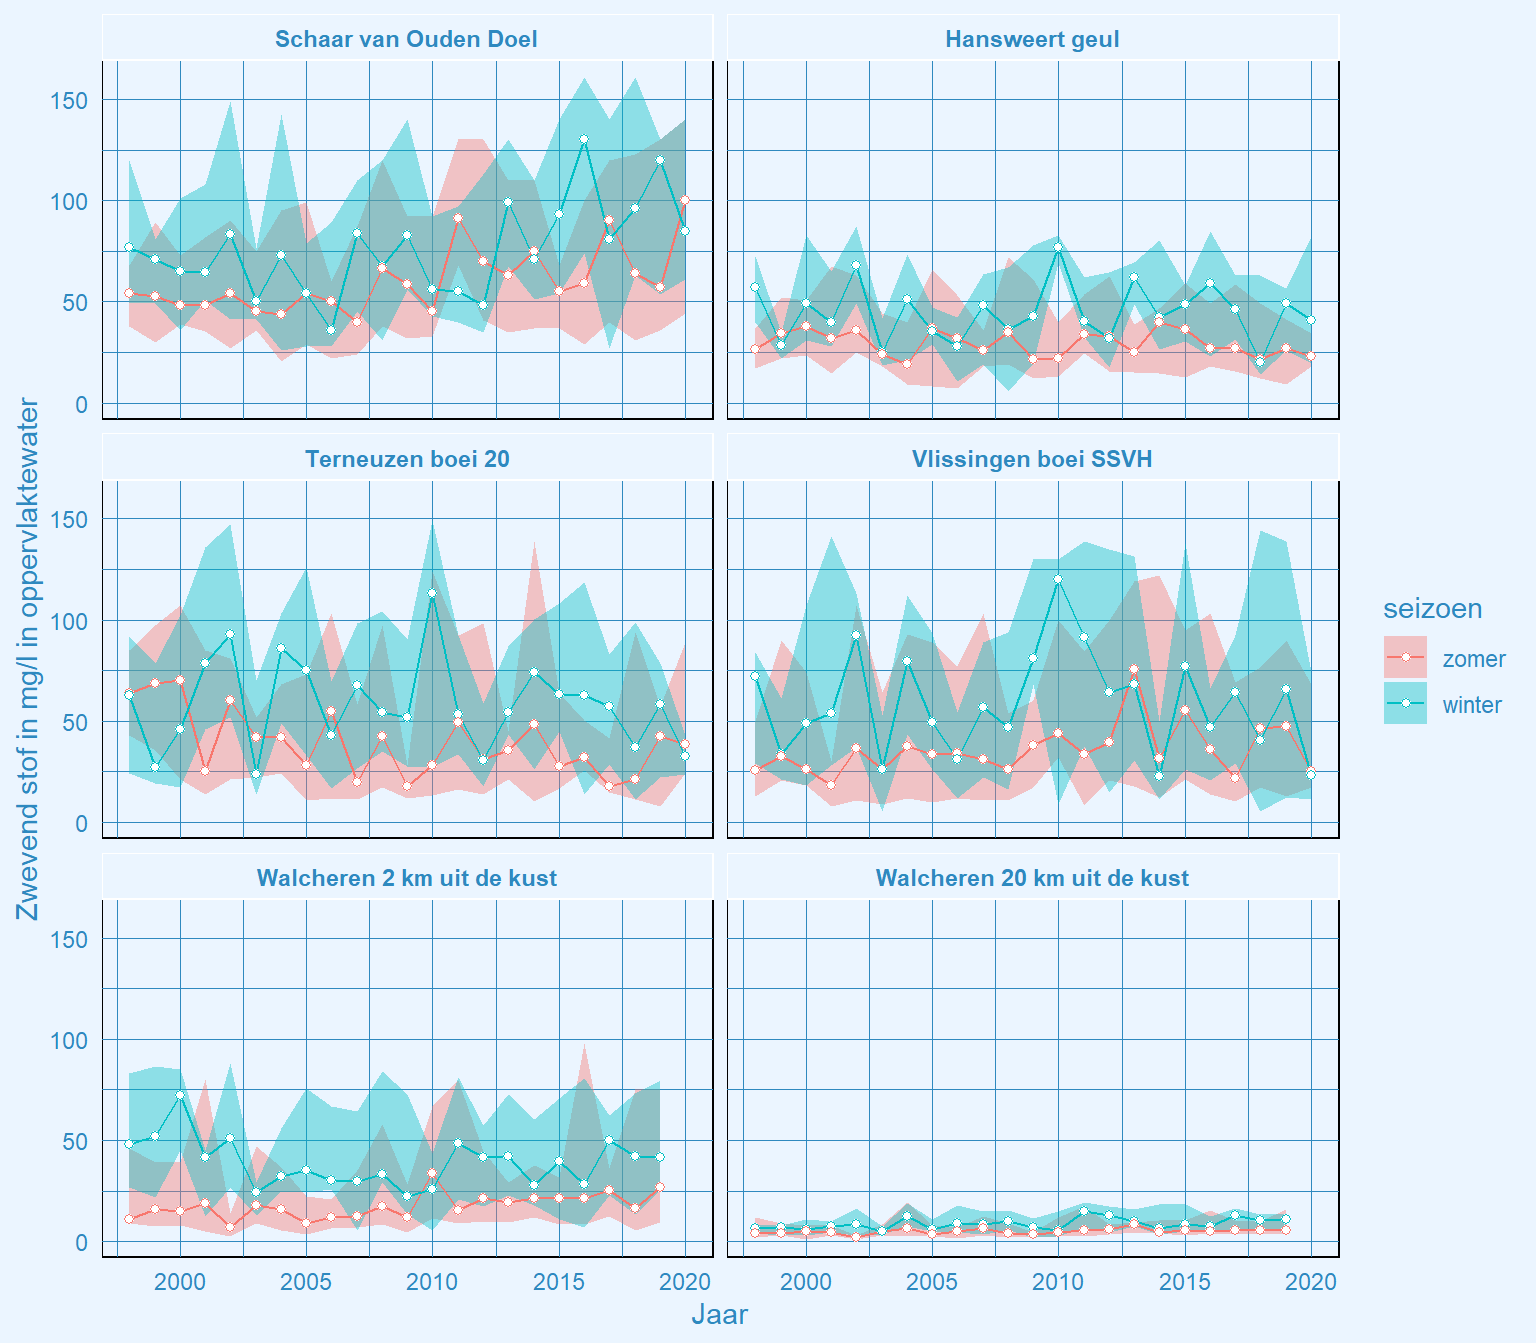 Schaar van Ouden Doel
Hansweert geul
150
100
50
0
Terneuzen boei 20
Vlissingen boei SSVH
150
100
50
0
Walcheren 2 km uit de kust
Walcheren 20 km uit de kust
150
100
50
0
2000 2005 2010 2015 2020
2000 2005 2010 2015 2020
Jaar
Zwevend stof in mg/l in oppervlaktewater
seizoen
zomer
winter